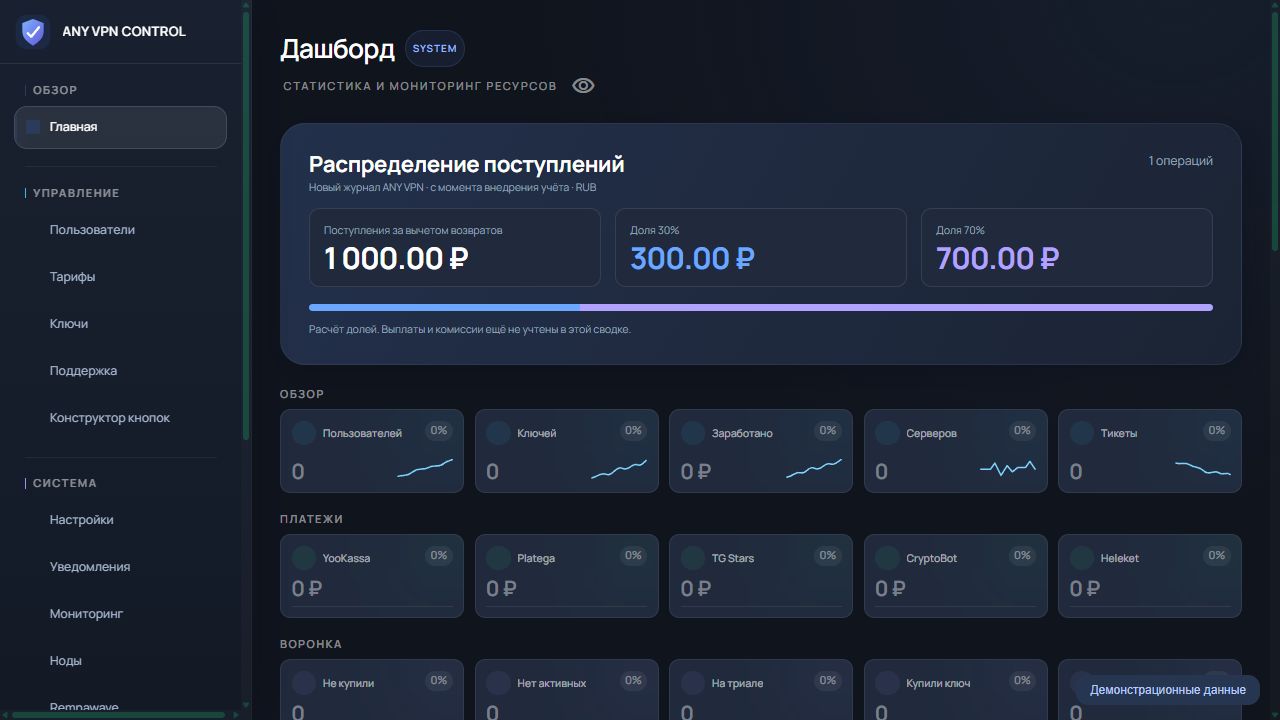 ANY VPN CONTROL
ОБЗОР
Главная
УПРАВЛЕНИЕ
Пользователи
Тарифы
Ключи
Поддержка
Конструктор кнопок
СИСТЕМА
Настройки
Уведомления
Мониторинг
Ноды
Remnawave
Дашборд SYSTEM
СТАТИСТИКА И МОНИТОРИНГ РЕСУРСОВ
Распределение поступлений
1 операций
Новый журнал ANY VPN · с момента внедрения учёта · RUB
Поступления за вычетом возвратов
1 000.00 ₽
Доля 30%
300.00 ₽
Доля 70%
700.00 ₽
Расчёт долей. Выплаты и комиссии ещё не учтены в этой сводке.
ОБЗОР
Пользователей 0%
0
Ключей 0%
0
Заработано 0%
0 ₽
Серверов 0%
0
Тикеты 0%
0
ПЛАТЕЖИ
YooKassa 0%
0 ₽
Platega 0%
0 ₽
TG Stars 0%
0 ₽
CryptoBot 0%
0 ₽
Heleket 0%
0 ₽
ВОРОНКА
Не купили 0%
0
Нет активных 0%
0
На триале 0%
0
Купили ключ 0%
0
Демонстрационные данные